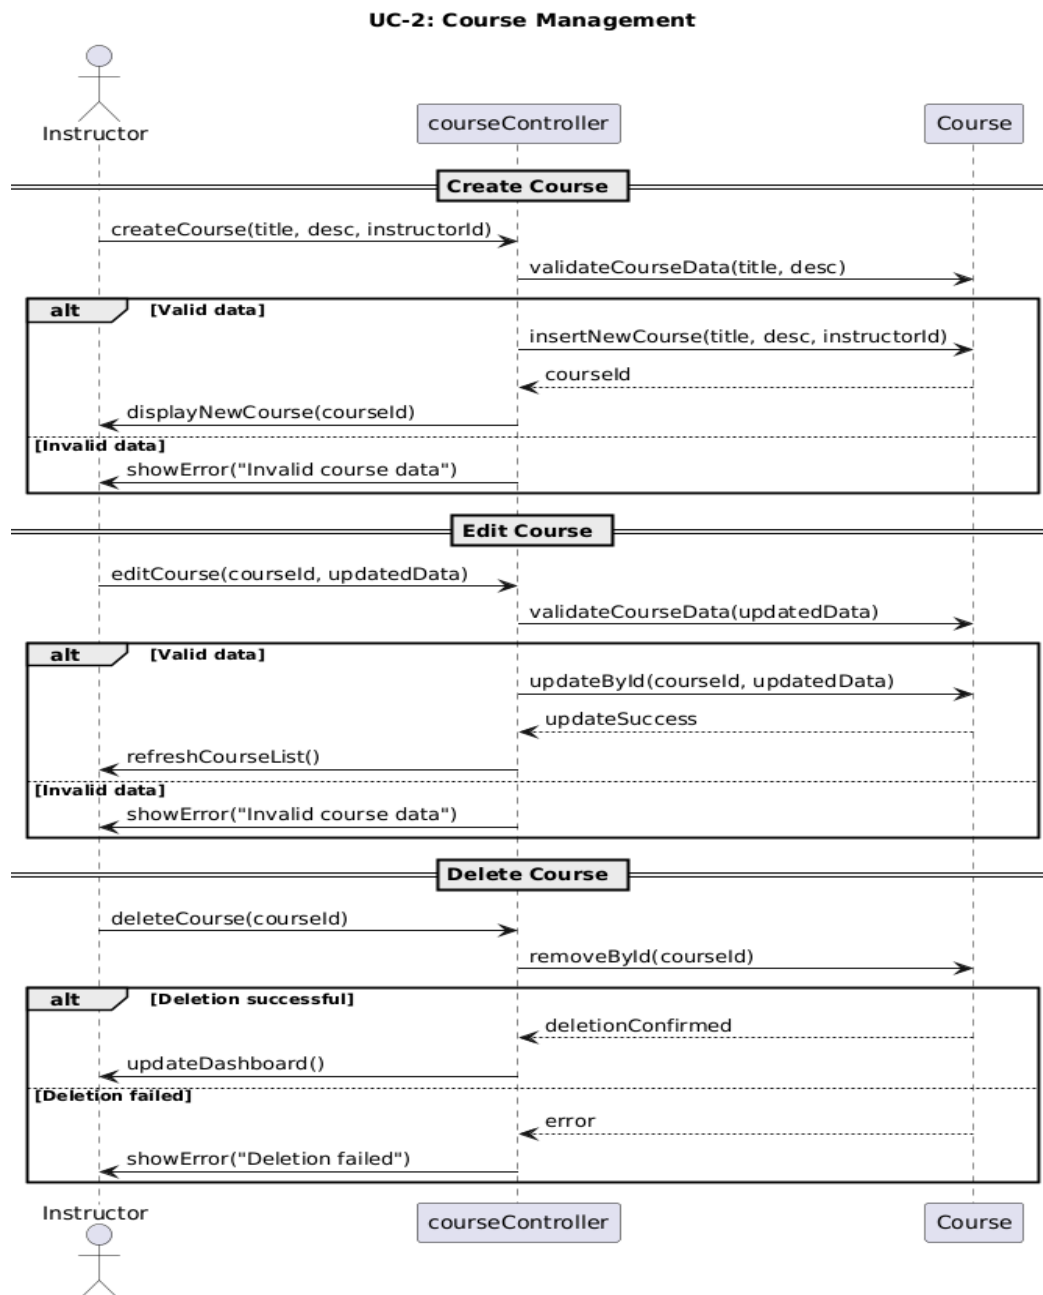 UC-2: Course Management
Instructor
courseController
Course
Create Course
createCourse(title, desc, instructorId)
validateCourseData(title, desc)
alt
[Valid data]
insertNewCourse(title, desc, instructorId)
courseId
displayNewCourse(courseId)
[Invalid data]
showError("Invalid course data")
Edit Course
editCourse(courseId, updatedData)
validateCourseData(updatedData)
alt
[Valid data]
updateById(courseId, updatedData)
updateSuccess
refreshCourseList()
[Invalid data]
showError("Invalid course data")
Delete Course
deleteCourse(courseId)
removeById(courseId)
alt
[Deletion successful]
deletionConfirmed
updateDashboard()
[Deletion failed]
error
showError("Deletion failed")
Instructor
courseController
Course